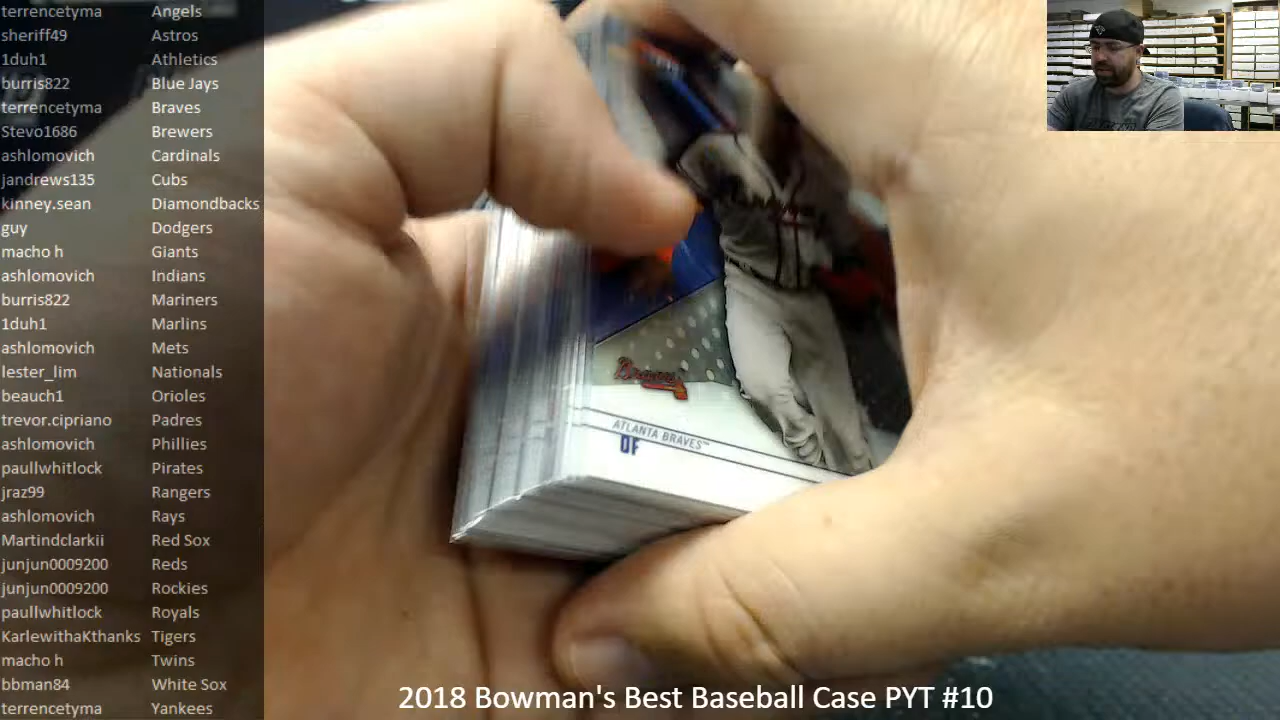 terrencetyma Angels
sheriff49 Astros
1duh1 Athletics
burris822 Blue Jays
terrencetyma Braves
Stevo1686 Brewers
ashlomovich Cardinals
jandrews135 Cubs
kinney.sean Diamondbacks
guy Dodgers
macho h Giants
ashlomovich Indians
burris822 Mariners
1duh1 Marlins
ashlomovich Mets
lester_lim Nationals
beauch1 Orioles
trevor.cipriano Padres
ashlomovich Phillies
paullwhitlock Pirates
jraz99 Rangers
ashlomovich Rays
Martindclarkii Red Sox
junjun0009200 Reds
junjun0009200 Rockies
paullwhitlock Royals
KarlewithaKthanks Tigers
macho h Twins
bbman84 White Sox
terrencetyma Yankees
Braves
ATLANTA BRAVES™
OF
2018 Bowman's Best Baseball Case PYT #10